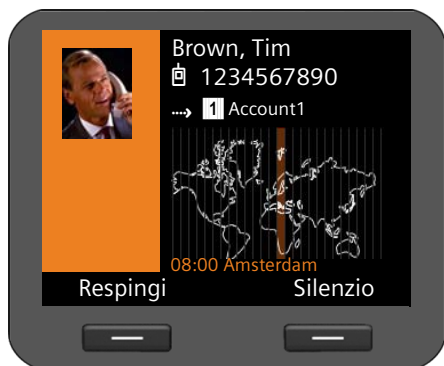 Brown, Tim
1234567890
1 Account1
08:00 Amsterdam
Respingi Silenzio